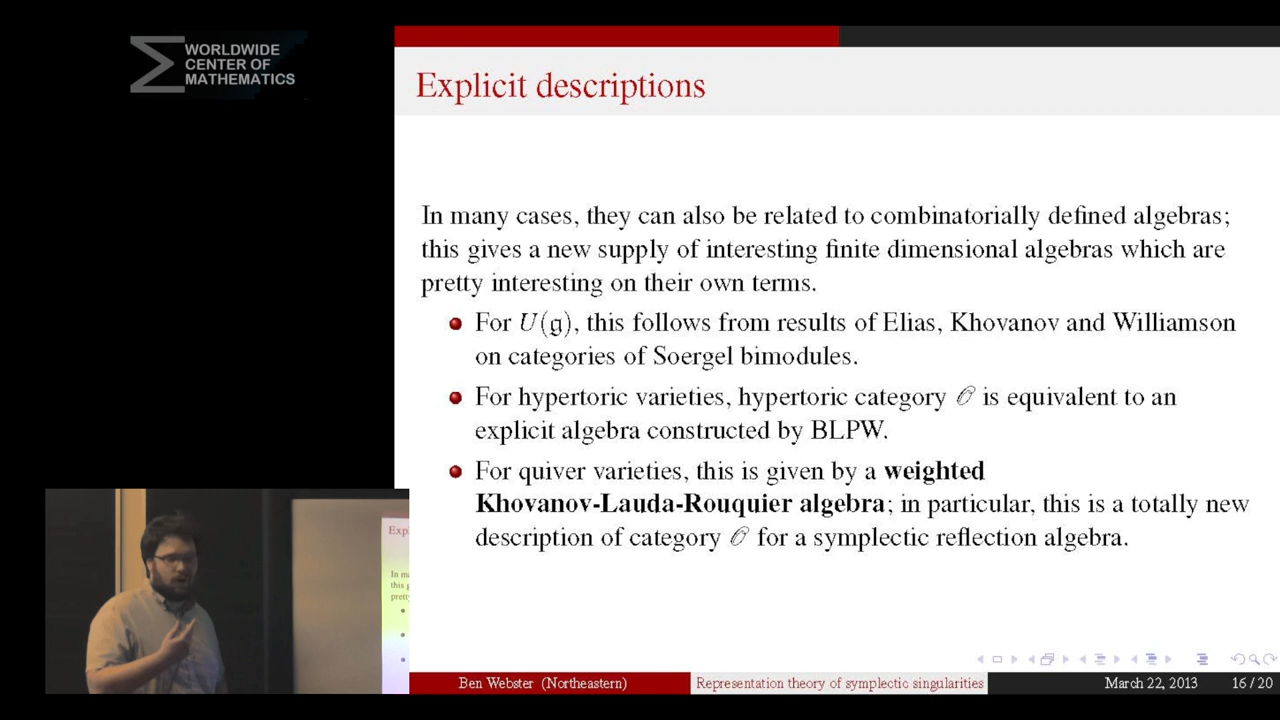 WORLDWIDE
CENTER OF
MATHEMATICS
Explicit descriptions
In many cases, they can also be related to combinatorially defined algebras;
this gives a new supply of interesting finite dimensional algebras which are
pretty interesting on their own terms.
For U(𝔤), this follows from results of Elias, Khovanov and Williamson
on categories of Soergel bimodules.
For hypertoric varieties, hypertoric category 𝒪 is equivalent to an
explicit algebra constructed by BLPW.
For quiver varieties, this is given by a weighted
Khovanov-Lauda-Rouquier algebra; in particular, this is a totally new
description of category 𝒪 for a symplectic reflection algebra.
Ben Webster (Northeastern)
Representation theory of symplectic singularities
March 22, 2013
16 / 20